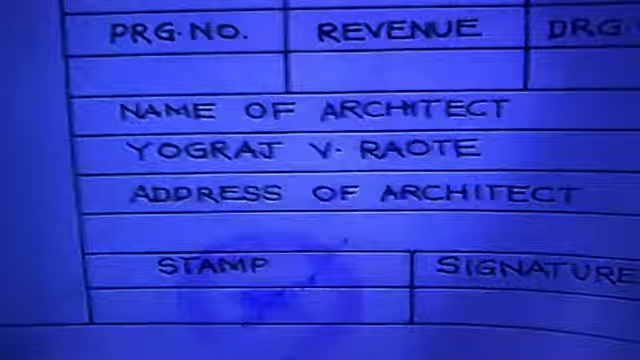 PRG. NO. REVENUE DRG
NAME OF ARCHITECT
YOGRAJ V. RAOTE
ADDRESS OF ARCHITECT
STAMP SIGNATURE